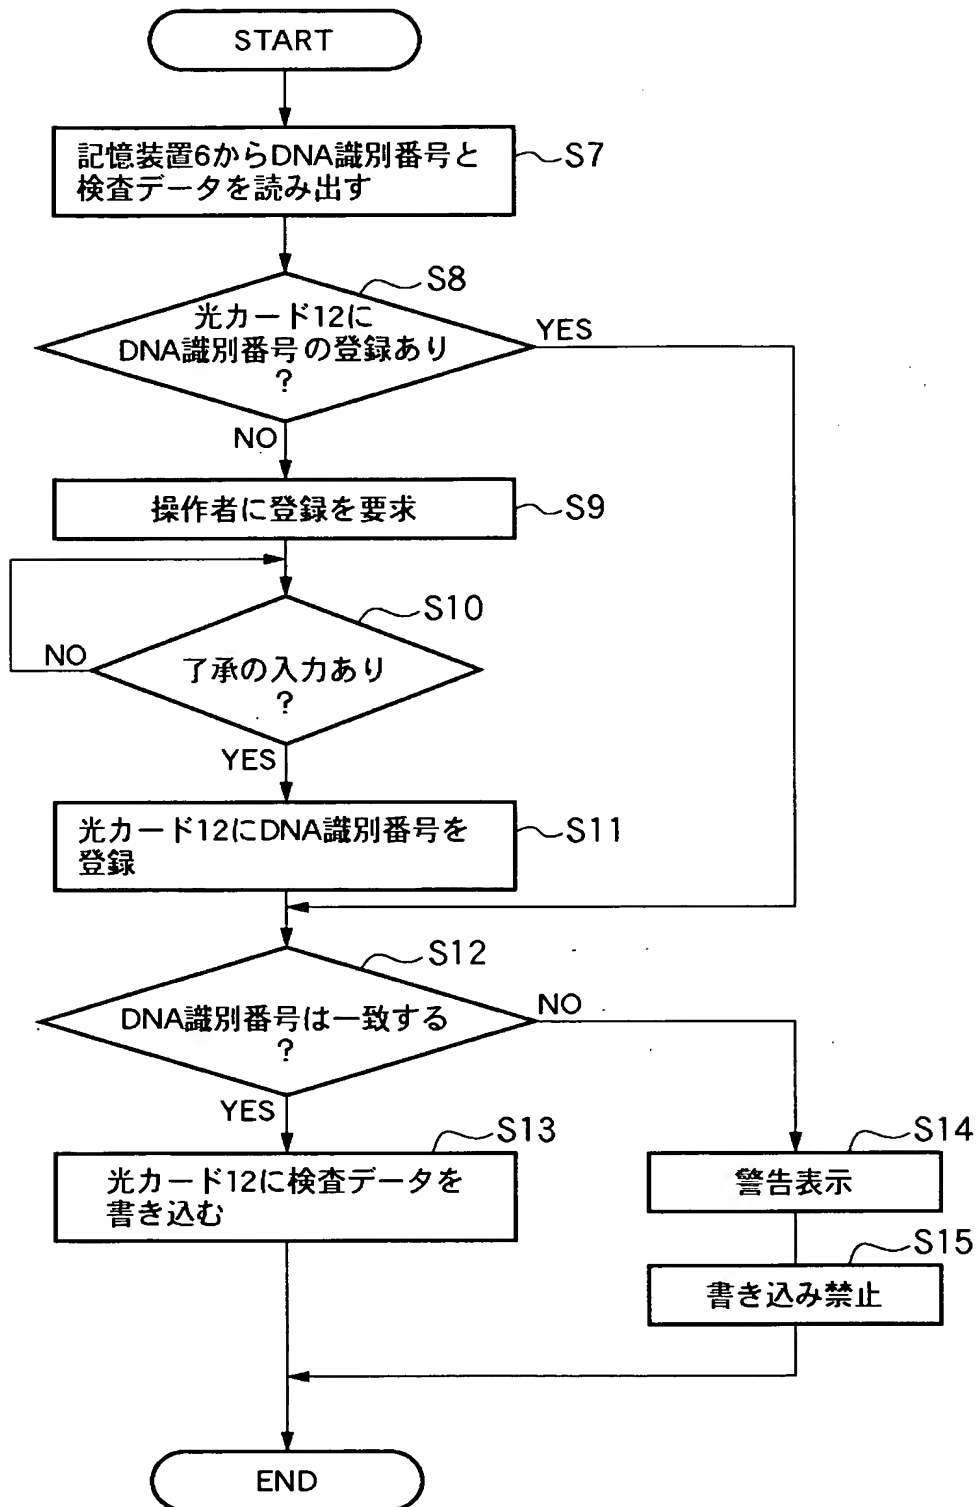 START
記憶装置6からDNA識別番号と
検査データを読み出す
S7
S8
光カード12に
DNA識別番号の登録あり
?
YES
NO
操作者に登録を要求
S9
S10
NO
了承の入力あり
?
YES
光カード12にDNA識別番号を
登録
S11
S12
DNA識別番号は一致する
?
NO
YES
S13
光カード12に検査データを
書き込む
S14
警告表示
S15
書き込み禁止
END